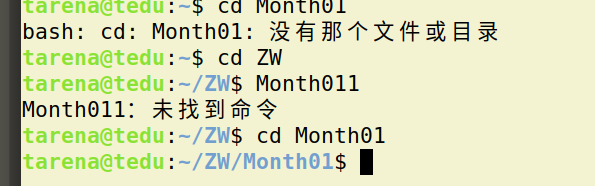 tarena@tedu:~$ cd Month01
bash: cd: Month01: 没有那个文件或目录
tarena@tedu:~$ cd ZW
tarena@tedu:~/ZW$ Month011
Month011：未找到命令
tarena@tedu:~/ZW$ cd Month01
tarena@tedu:~/ZW/Month01$